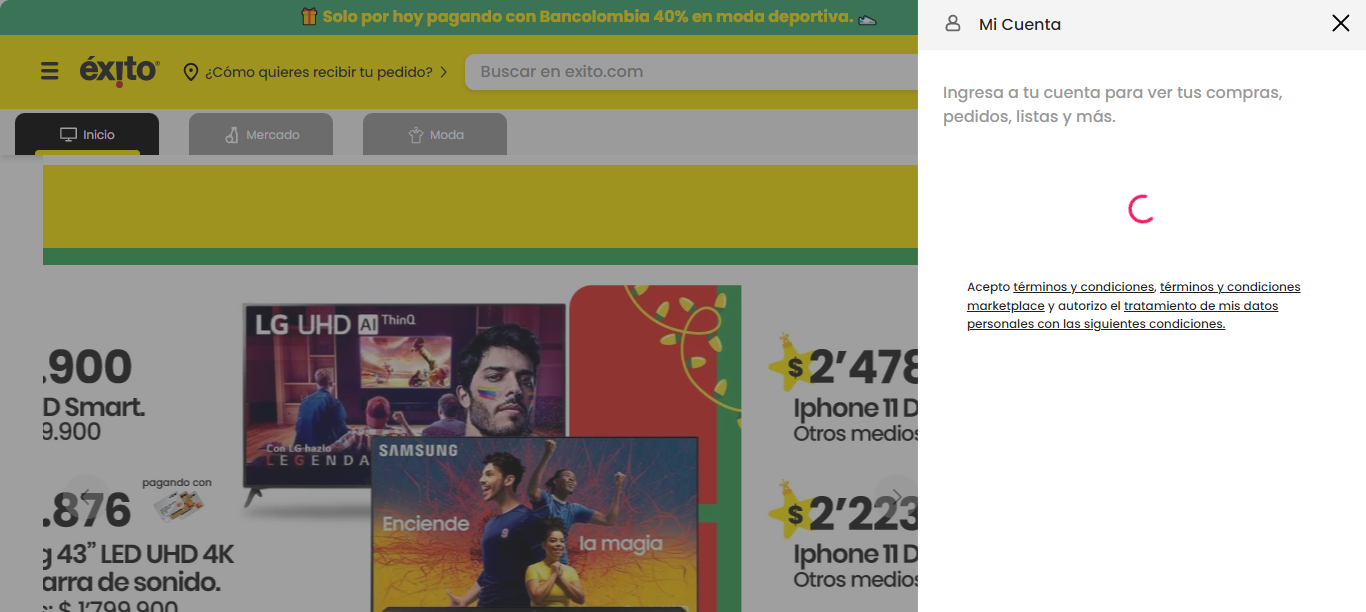 Solo por hoy pagando con Bancolombia 40% en moda deportiva.
éxito
¿Cómo quieres recibir tu pedido?
Buscar en exito.com
Inicio
Mercado
Moda
Mi Cuenta
Ingresa a tu cuenta para ver tus compras,
pedidos, listas y más.
Acepto términos y condiciones, términos y condiciones
marketplace y autorizo el tratamiento de mis datos
personales con las siguientes condiciones.
.900
D Smart.
9.900
pagando con
.876
g 43” LED UHD 4K
arra de sonido.
: $ 1’799.900
LG UHD AI ThinQ
Con LG hazlo
LEGENDA
SAMSUNG
Enciende
la magia
$2’478
Iphone 11 D
Otros medios
$2’223
Iphone 11 D
Otros medios